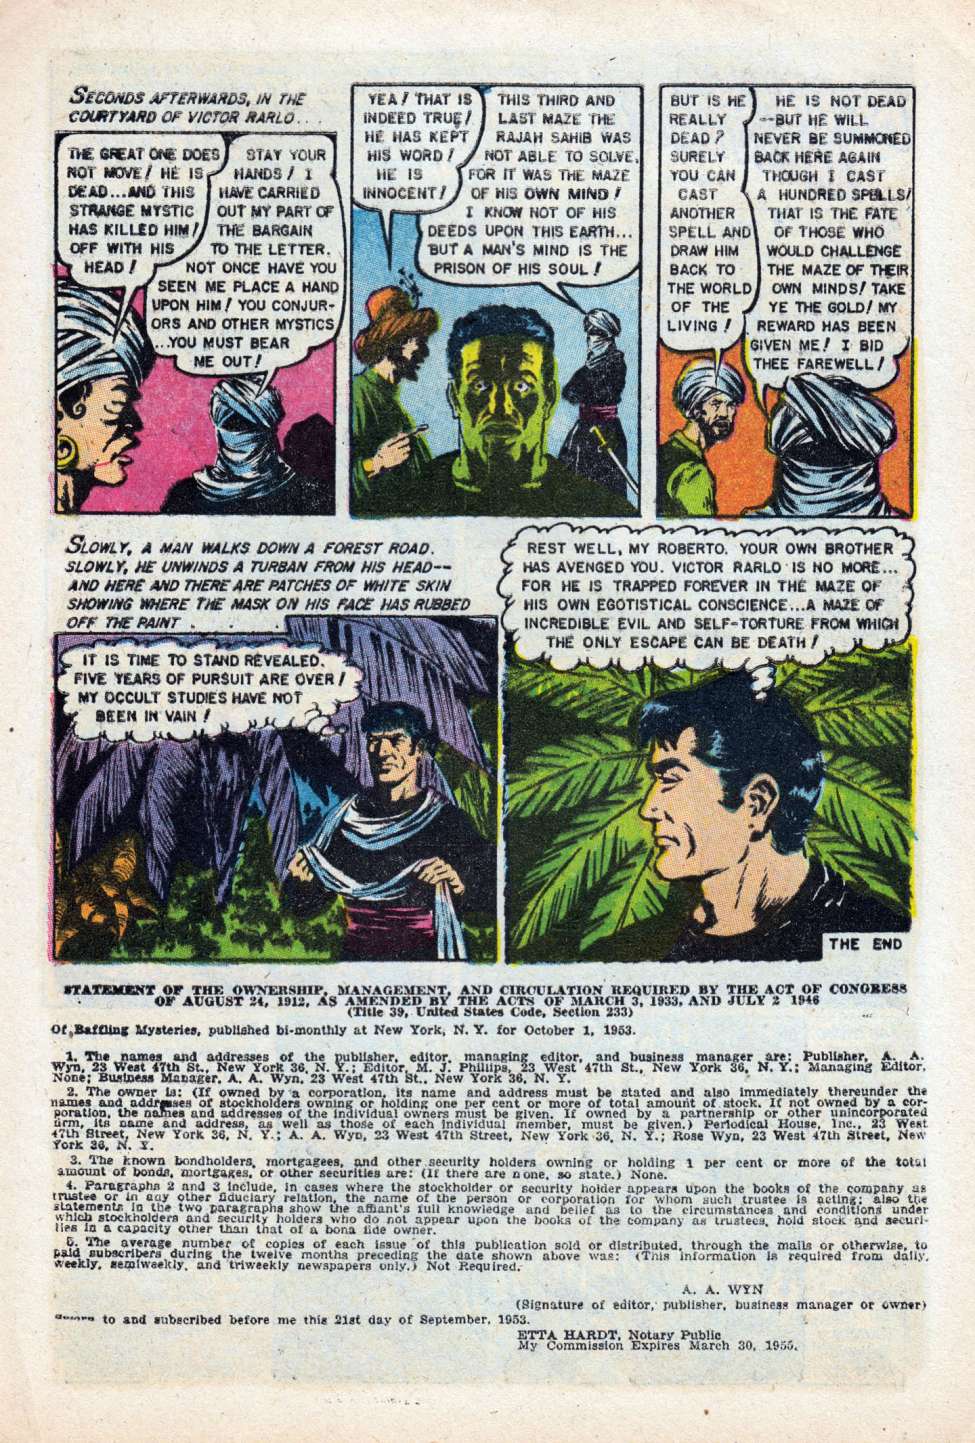 SECONDS AFTERWARDS, IN THE
COURTYARD OF VICTOR RARLO...
THE GREAT ONE DOES
NOT MOVE! HE IS
DEAD...AND THIS
STRANGE MYSTIC
HAS KILLED HIM!
OFF WITH HIS
HEAD!
STAY YOUR
HANDS! I
HAVE CARRIED
OUT MY PART OF
THE BARGAIN
TO THE LETTER.
NOT ONCE HAVE YOU
SEEN ME PLACE A HAND
UPON HIM! YOU CONJUR-
ORS AND OTHER MYSTICS
...YOU MUST BEAR
ME OUT!
YEA! THAT IS
INDEED TRUE!
HE HAS KEPT
HIS WORD!
HE IS
INNOCENT!
THIS THIRD AND
LAST MAZE THE
RAJAH SAHIB WAS
NOT ABLE TO SOLVE,
FOR IT WAS THE MAZE
OF HIS OWN MIND!
I KNOW NOT OF HIS
DEEDS UPON THIS EARTH...
BUT A MAN'S MIND IS THE
PRISON OF HIS SOUL!
BUT IS HE
REALLY
DEAD?
SURELY
YOU CAN
CAST
ANOTHER
SPELL AND
DRAW HIM
BACK TO
THE WORLD
OF THE
LIVING!
HE IS NOT DEAD
--BUT HE WILL
NEVER BE SUMMONED
BACK HERE AGAIN
THOUGH I CAST
A HUNDRED SPELLS!
THAT IS THE FATE
OF THOSE WHO
WOULD CHALLENGE
THE MAZE OF THEIR
OWN MINDS! TAKE
YE THE GOLD! MY
REWARD HAS BEEN
GIVEN ME! I BID
THEE FAREWELL!
SLOWLY, A MAN WALKS DOWN A FOREST ROAD.
SLOWLY, HE UNWINDS A TURBAN FROM HIS HEAD--
AND HERE AND THERE ARE PATCHES OF WHITE SKIN
SHOWING WHERE THE MASK ON HIS FACE HAS RUBBED
OFF THE PAINT . . .
IT IS TIME TO STAND REVEALED.
FIVE YEARS OF PURSUIT ARE OVER!
MY OCCULT STUDIES HAVE NOT
BEEN IN VAIN!
REST WELL, MY ROBERTO. YOUR OWN BROTHER
HAS AVENGED YOU. VICTOR RARLO IS NO MORE...
FOR HE IS TRAPPED FOREVER IN THE MAZE OF
HIS OWN EGOTISTICAL CONSCIENCE...A MAZE OF
INCREDIBLE EVIL AND SELF-TORTURE FROM WHICH
THE ONLY ESCAPE CAN BE DEATH!
THE END
STATEMENT OF THE OWNERSHIP, MANAGEMENT, AND CIRCULATION REQUIRED BY THE ACT OF CONGRESS
OF AUGUST 24, 1912, AS AMENDED BY THE ACTS OF MARCH 3, 1933, AND JULY 2 1946
(Title 39, United States Code, Section 233)
Of Baffling Mysteries, published bi-monthly at New York, N. Y. for October 1, 1953.
1. The names and addresses of the publisher, editor, managing editor, and business manager are: Publisher, A. A.
Wyn, 23 West 47th St., New York 36, N. Y.; Editor, M. J. Phillips, 23 West 47th St., New York 36, N. Y.; Managing Editor,
None; Business Manager, A. A. Wyn, 23 West 47th St., New York 36, N. Y.
2. The owner is: (If owned by a corporation, its name and address must be stated and also immediately thereunder the
names and addresses of stockholders owning or holding one per cent or more of total amount of stock. If not owned by a cor-
poration, the names and addresses of the individual owners must be given. If owned by a partnership or other unincorporated
firm, its name and address, as well as those of each individual member, must be given.) Periodical House, Inc., 23 West
47th Street, New York 36, N. Y.; A. A. Wyn, 23 West 47th Street, New York 36, N. Y.; Rose Wyn, 23 West 47th Street, New
York 36, N. Y.
3. The known bondholders, mortgagees, and other security holders owning or holding 1 per cent or more of the total
amount of bonds, mortgages, or other securities are: (If there are none, so state.) None.
4. Paragraphs 2 and 3 include, in cases where the stockholder or security holder appears upon the books of the company as
trustee or in any other fiduciary relation, the name of the person or corporation for whom such trustee is acting; also the
statements in the two paragraphs show the affiant's full knowledge and belief as to the circumstances and conditions under
which stockholders and security holders who do not appear upon the books of the company as trustees, hold stock and securi-
ties in a capacity other than that of a bona fide owner.
5. The average number of copies of each issue of this publication sold or distributed, through the mails or otherwise, to
paid subscribers during the twelve months preceding the date shown above was: (This information is required from daily,
weekly, semiweekly, and triweekly newspapers only.) Not Required.
A. A. WYN
(Signature of editor, publisher, business manager or owner)
to and subscribed before me this 21st day of September, 1953.
ETTA HARDT, Notary Public
My Commission Expires March 30, 1955.